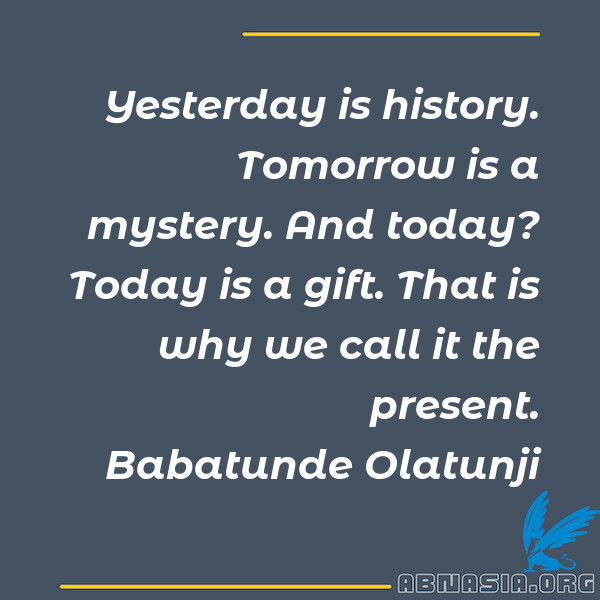 Yesterday is history.
Tomorrow is a
mystery. And today?
Today is a gift. That is
why we call it the
present.
Babatunde Olatunji
ABNASIA.ORG